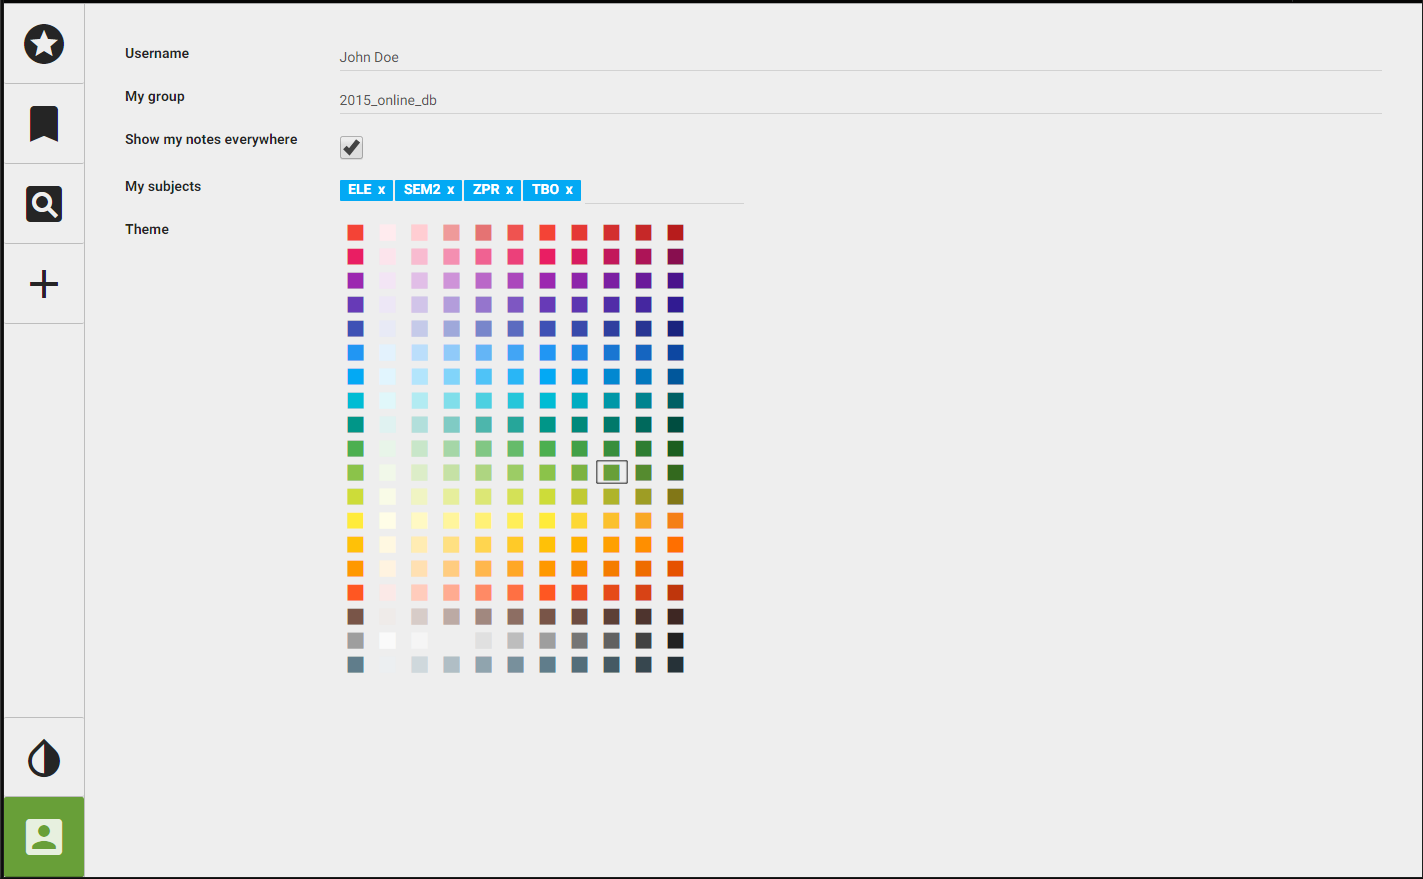 Username
John Doe
My group
2015_online_db
Show my notes everywhere
My subjects
ELE x SEM2 x ZPR x TBO x
Theme